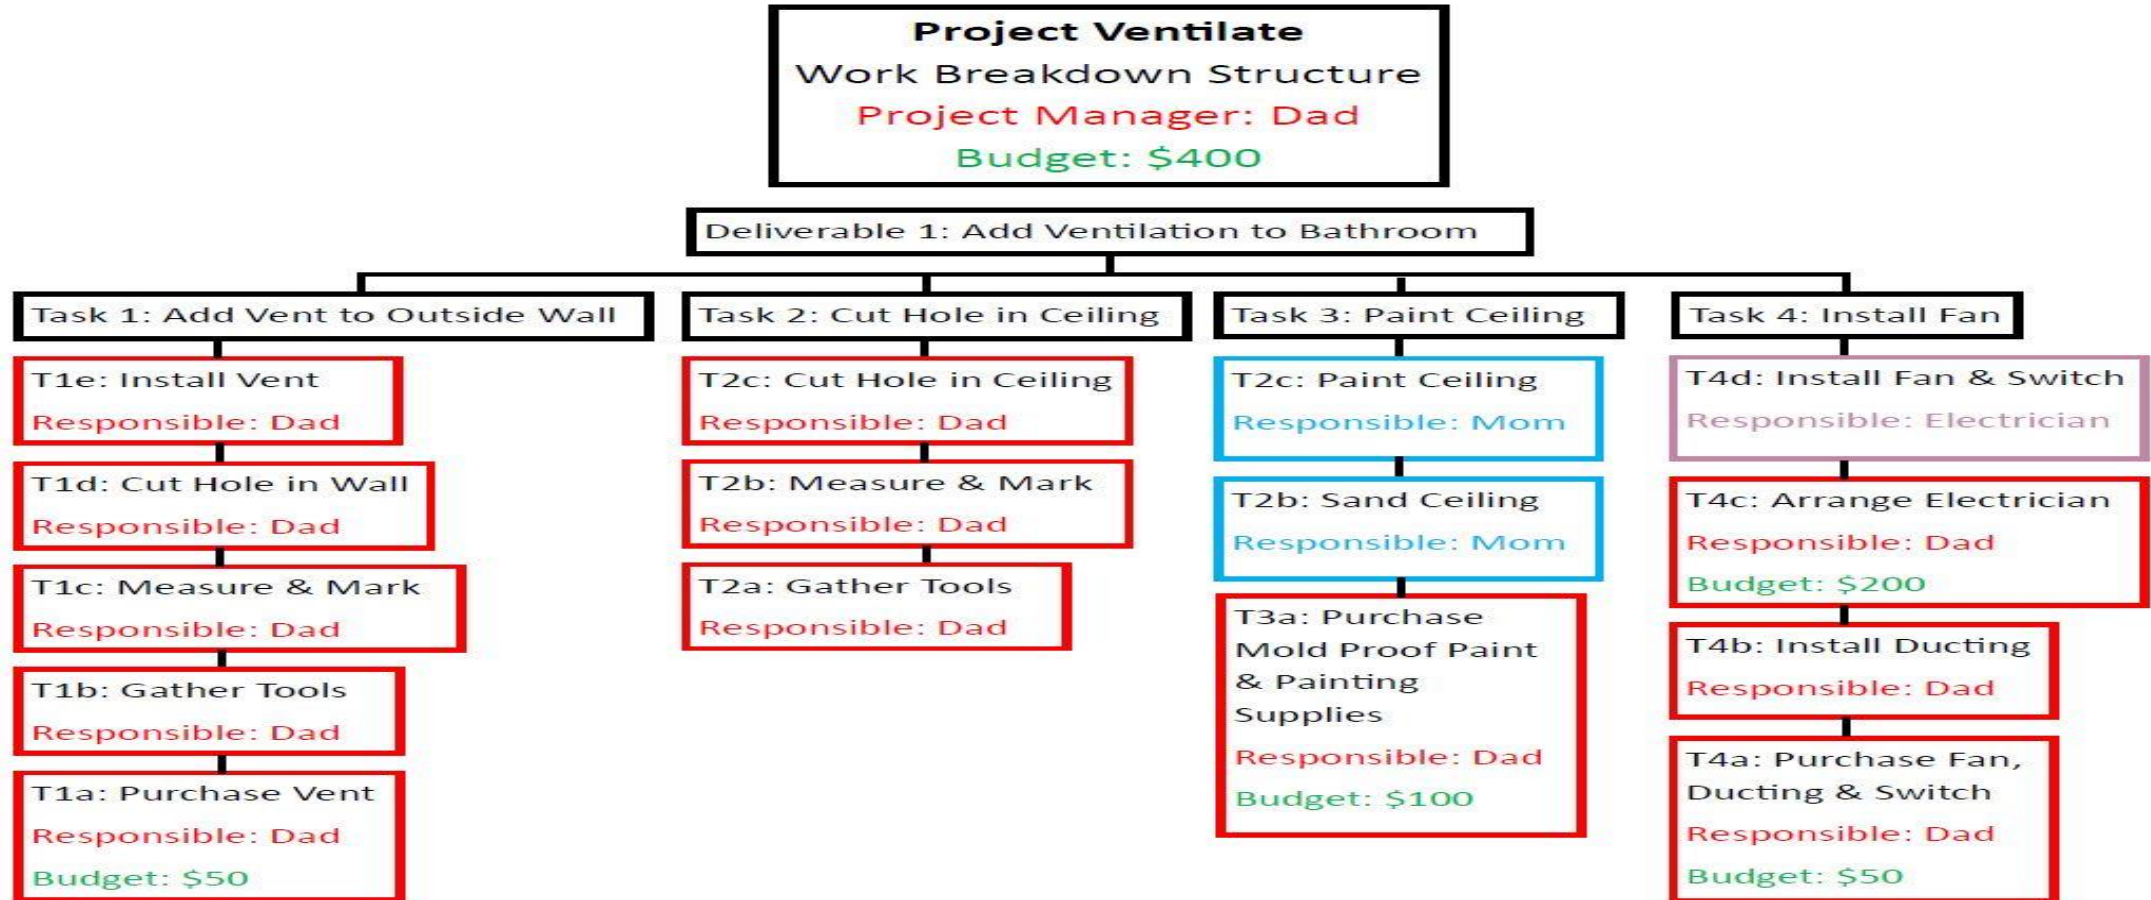 Project Ventilate
Work Breakdown Structure
Project Manager: Dad
Budget: $400
Deliverable 1: Add Ventilation to Bathroom
Task 1: Add Vent to Outside Wall
T1e: Install Vent
Responsible: Dad
T1d: Cut Hole in Wall
Responsible: Dad
T1c: Measure & Mark
Responsible: Dad
T1b: Gather Tools
Responsible: Dad
T1a: Purchase Vent
Responsible: Dad
Budget: $50
Task 2: Cut Hole in Ceiling
T2c: Cut Hole in Ceiling
Responsible: Dad
T2b: Measure & Mark
Responsible: Dad
T2a: Gather Tools
Responsible: Dad
Task 3: Paint Ceiling
T2c: Paint Ceiling
Responsible: Mom
T2b: Sand Ceiling
Responsible: Mom
T3a: Purchase
Mold Proof Paint
& Painting
Supplies
Responsible: Dad
Budget: $100
Task 4: Install Fan
T4d: Install Fan & Switch
Responsible: Electrician
T4c: Arrange Electrician
Responsible: Dad
Budget: $200
T4b: Install Ducting
Responsible: Dad
T4a: Purchase Fan,
Ducting & Switch
Responsible: Dad
Budget: $50